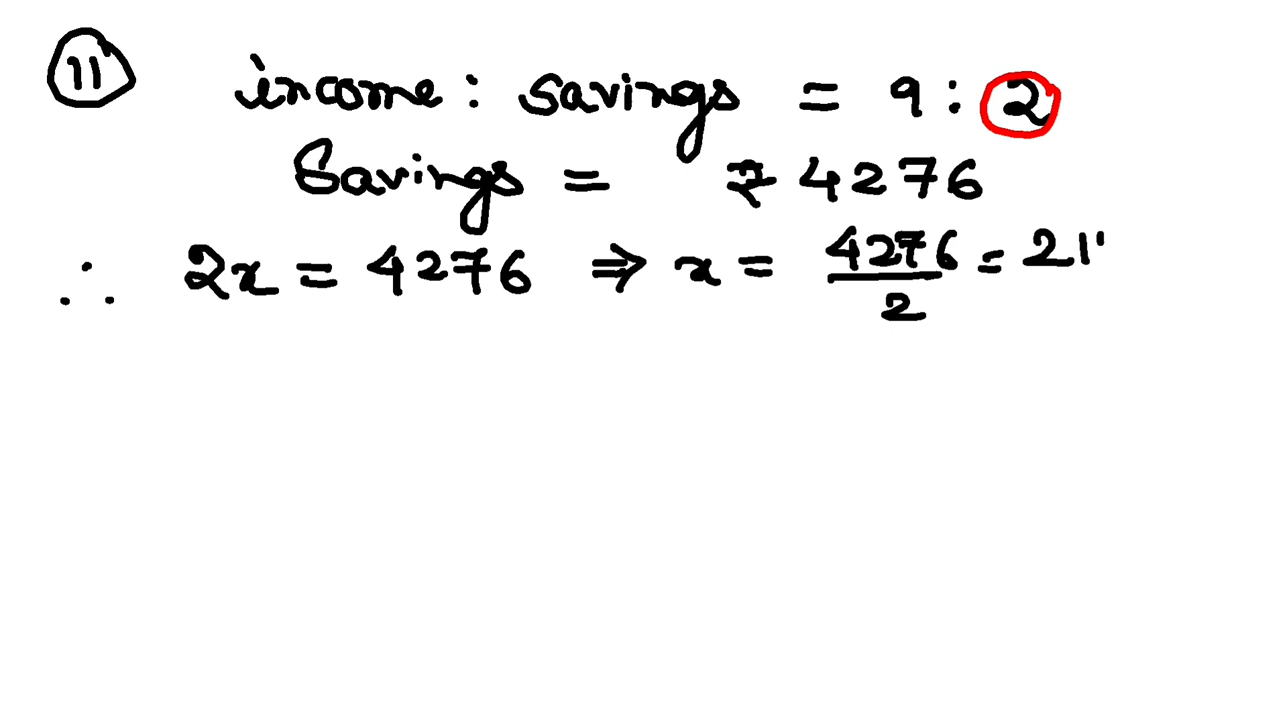 11 income : savings = 9 : 2
Savings = ₹ 4276
∴ 2x = 4276 ⇒ x = 4276/2 = 21